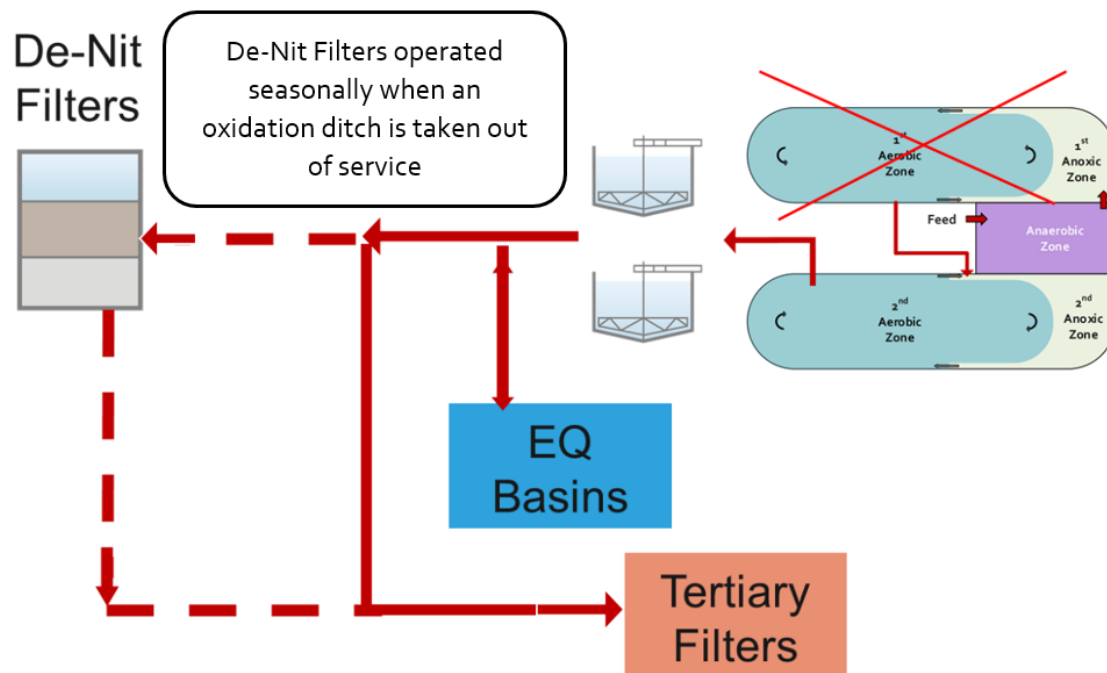 De-Nit
Filters
De-Nit Filters operated
seasonally when an
oxidation ditch is taken out
of service
1st
Aerobic
Zone
1st
Anoxic
Zone
Feed
Anaerobic
Zone
2nd
Aerobic
Zone
2nd
Anoxic
Zone
EQ
Basins
Tertiary
Filters